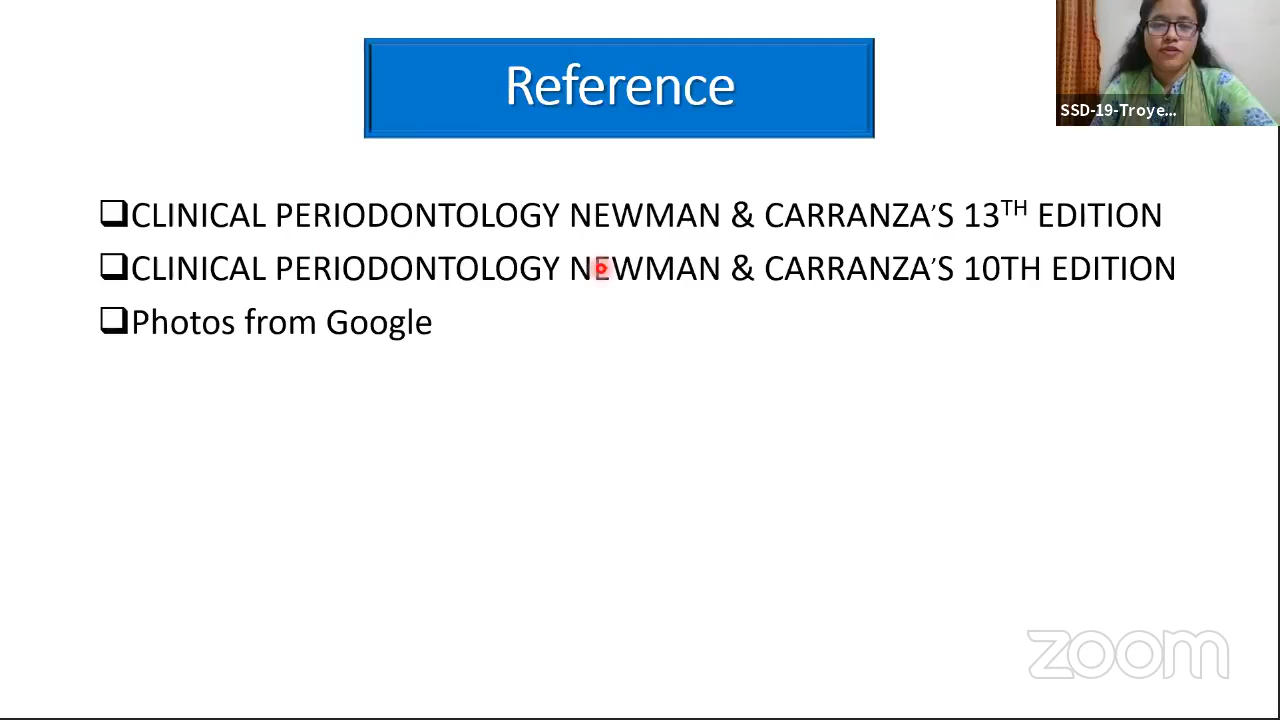 Reference
SSD-19-Troye...
CLINICAL PERIODONTOLOGY NEWMAN & CARRANZA’S 13TH EDITION
CLINICAL PERIODONTOLOGY NEWMAN & CARRANZA’S 10TH EDITION
Photos from Google
zoom